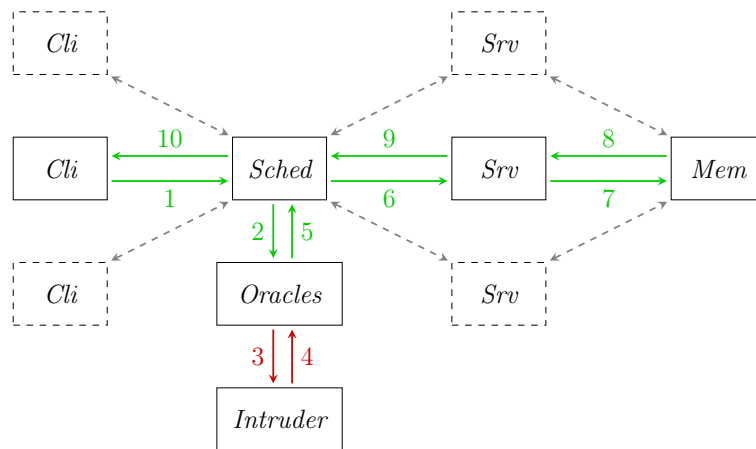 Cli
Srv
10
9
8
Cli
Sched
Srv
Mem
1
6
7
2
5
Cli
Oracles
Srv
3
4
Intruder